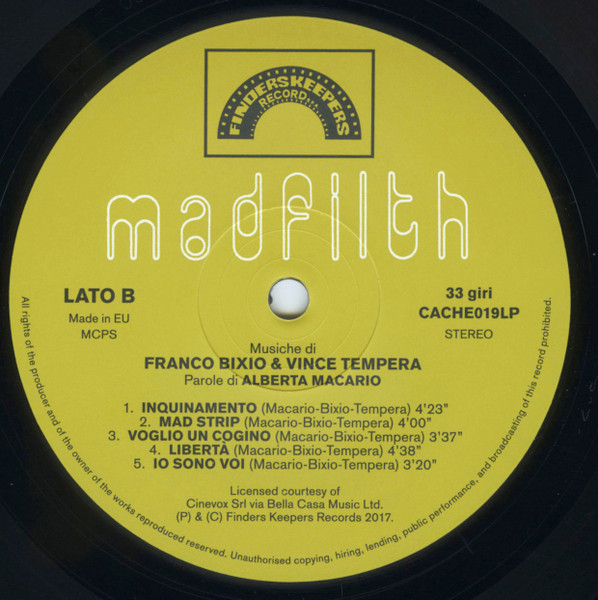 FINDERS KEEPERS
RECORDS
madfilth
LATO B
Made in EU
MCPS
33 giri
CACHE019LP
STEREO
Musiche di
FRANCO BIXIO & VINCE TEMPERA
Parole di ALBERTA MACARIO
1. INQUINAMENTO (Macario-Bixio-Tempera) 4'23"
2. MAD STRIP (Macario-Bixio-Tempera) 4'00"
3. VOGLIO UN COGINO (Macario-Bixio-Tempera) 3'37"
4. LIBERTÀ (Macario-Bixio-Tempera) 4'38"
5. IO SONO VOI (Macario-Bixio-Tempera) 3'20"
Licensed courtesy of
Cinevox Srl via Bella Casa Music Ltd.
(P) & (C) Finders Keepers Records 2017.
All rights of the producer and of the owner of the works reproduced reserved. Unauthorised copying, hiring, lending, public performance, and broadcasting of this record prohibited.